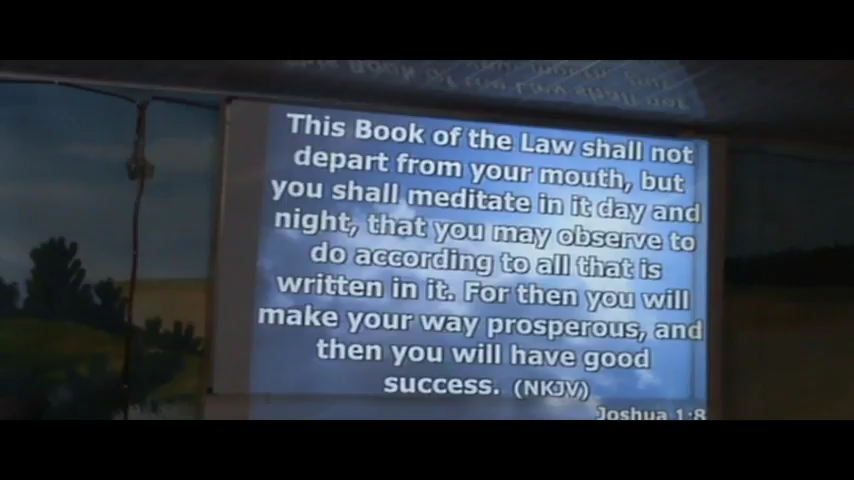 This Book of the Law shall not
depart from your mouth, but
you shall meditate in it day and
night, that you may observe to
do according to all that is
written in it. For then you will
make your way prosperous, and
then you will have good
success. (NKJV)
Joshua 1:8